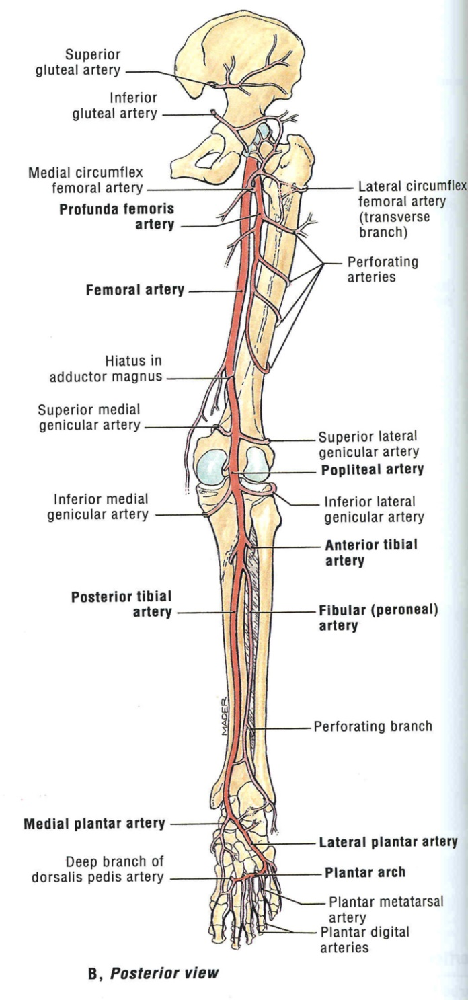 Superior
gluteal artery
Inferior
gluteal artery
Medial circumflex
femoral artery
Lateral circumflex
femoral artery
(transverse
branch)
Profunda femoris
artery
Perforating
arteries
Femoral artery
Hiatus in
adductor magnus
Superior medial
genicular artery
Superior lateral
genicular artery
Popliteal artery
Inferior medial
genicular artery
Inferior lateral
genicular artery
Anterior tibial
artery
Posterior tibial
artery
Fibular (peroneal)
artery
MADER
Perforating branch
Medial plantar artery
Lateral plantar artery
Deep branch of
dorsalis pedis artery
Plantar arch
Plantar metatarsal
artery
Plantar digital
arteries
B, Posterior view